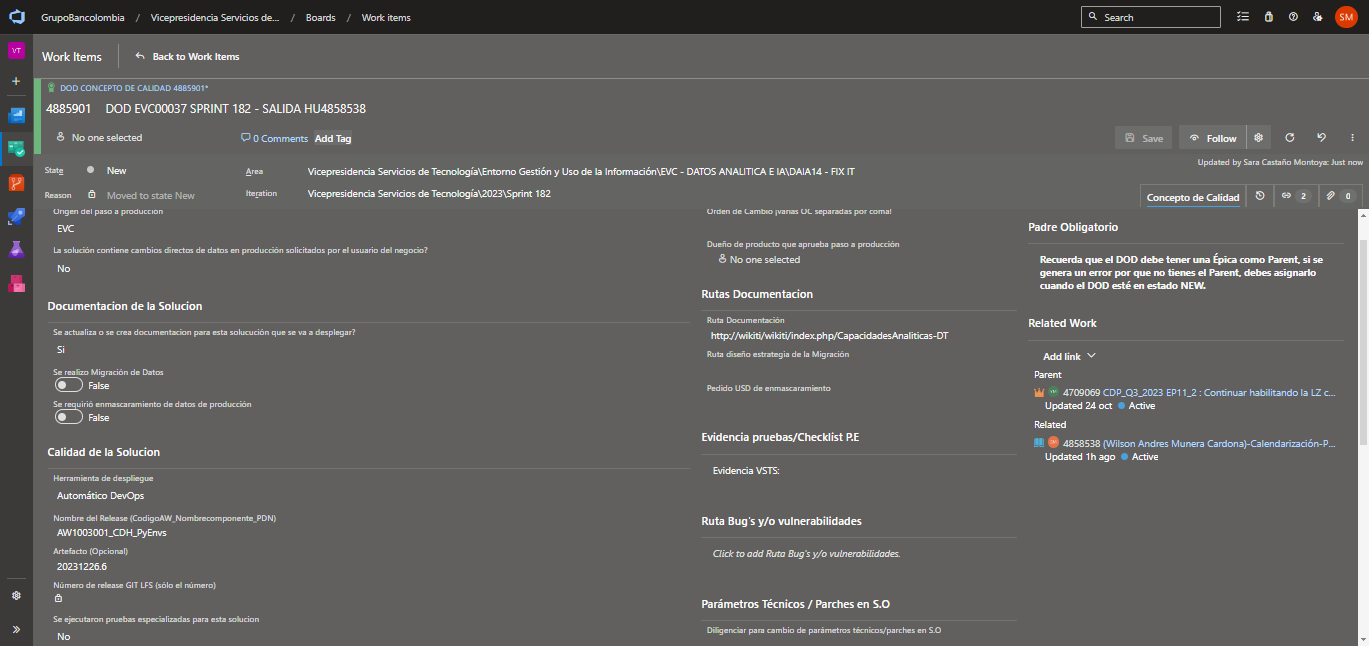 GrupoBancolombia / Vicepresidencia Servicios de... / Boards / Work items
Search
SM
VT
Work Items
Back to Work Items
DOD CONCEPTO DE CALIDAD 4885901*
4885901 DOD EVC00037 SPRINT 182 - SALIDA HU4858538
No one selected
0 Comments
Add Tag
Save
Follow
Updated by Sara Castaño Montoya: Just now
State
New
Area
Vicepresidencia Servicios de Tecnología\Entorno Gestión y Uso de la Información\EVC - DATOS ANALITICA E IA\DAIA14 - FIX IT
Reason
Moved to state New
Iteration
Vicepresidencia Servicios de Tecnología\2023\Sprint 182
Concepto de Calidad
2
0
Origen del paso a produccion
EVC
La solución contiene cambios directos de datos en producción solicitados por el usuario del negocio?
No
Documentacion de la Solucion
Se actualiza o se crea documentacion para esta solucución que se va a desplegar?
Si
Se realizo Migración de Datos
False
Se requirió enmascaramiento de datos de producción
False
Calidad de la Solucion
Herramienta de despliegue
Automático DevOps
Nombre del Release (CodigoAW_Nombrecomponente_PDN)
AW1003001_CDH_PyEnvs
Artefacto (Opcional)
20231226.6
Número de release GIT LFS (sólo el número)
Se ejecutaron pruebas especializadas para esta solucion
No
Orden de Cambio ¡varias OC separadas por coma!
Dueño de producto que aprueba paso a producción
No one selected
Rutas Documentacion
Ruta Documentación
http://wikiti/wikiti/index.php/CapacidadesAnaliticas-DT
Ruta diseño estrategia de la Migración
Pedido USD de enmascaramiento
Evidencia pruebas/Checklist P.E
Evidencia VSTS:
Ruta Bug's y/o vulnerabilidades
Click to add Ruta Bug's y/o vulnerabilidades.
Parámetros Técnicos / Parches en S.O
Diligenciar para cambio de parámetros técnicos/parches en S.O
Padre Obligatorio
Recuerda que el DOD debe tener una Épica como Parent, si se
genera un error por que no tienes el Parent, debes asignarlo
cuando el DOD esté en estado NEW.
Related Work
Add link
Parent
4709069 CDP_Q3_2023 EP11_2 : Continuar habilitando la LZ c...
Updated 24 oct Active
Related
4858538 (Wilson Andres Munera Cardona)-Calendarización-P...
Updated 1h ago Active